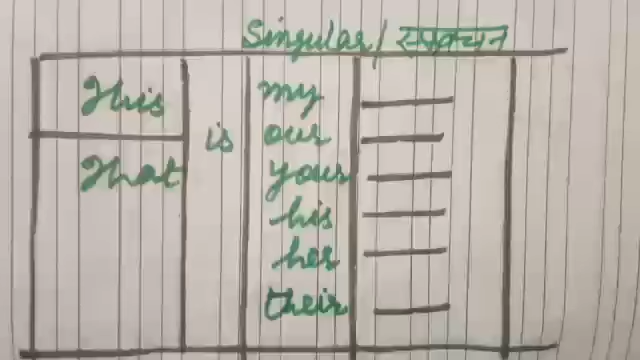 Singular/ एकवचन
This is my
our
That your
his
her
their